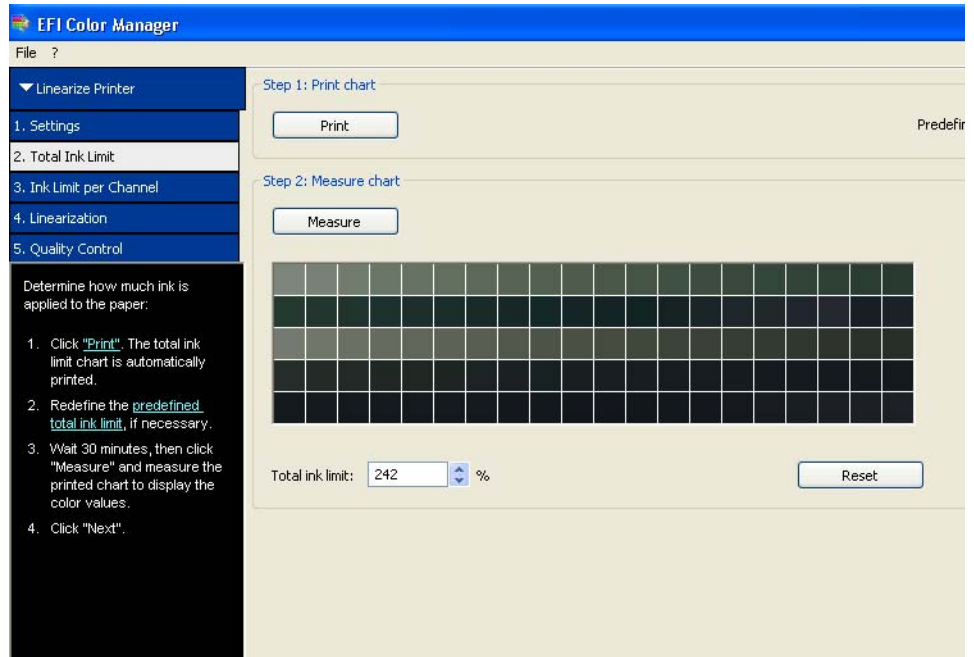 EFI Color Manager
File ?
Linearize Printer
1. Settings
2. Total Ink Limit
3. Ink Limit per Channel
4. Linearization
5. Quality Control
Determine how much ink is
applied to the paper:
1. Click "Print". The total ink
limit chart is automatically
printed.
2. Redefine the predefined
total ink limit, if necessary.
3. Wait 30 minutes, then click
"Measure" and measure the
printed chart to display the
color values.
4. Click "Next".
Step 1: Print chart
Print
Predefin
Step 2: Measure chart
Measure
Total ink limit: 242 %
Reset